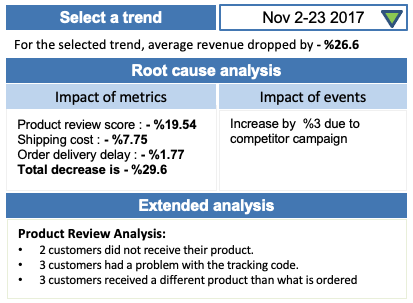 Select a trend
Nov 2-23 2017
For the selected trend, average revenue dropped by - %26.6
Root cause analysis
Impact of metrics
Impact of events
Product review score : - %19.54
Shipping cost : - %7.75
Order delivery delay : - %1.77
Total decrease is - %29.6
Increase by %3 due to
competitor campaign
Extended analysis
Product Review Analysis:
• 2 customers did not receive their product.
• 3 customers had a problem with the tracking code.
• 3 customers received a different product than what is ordered